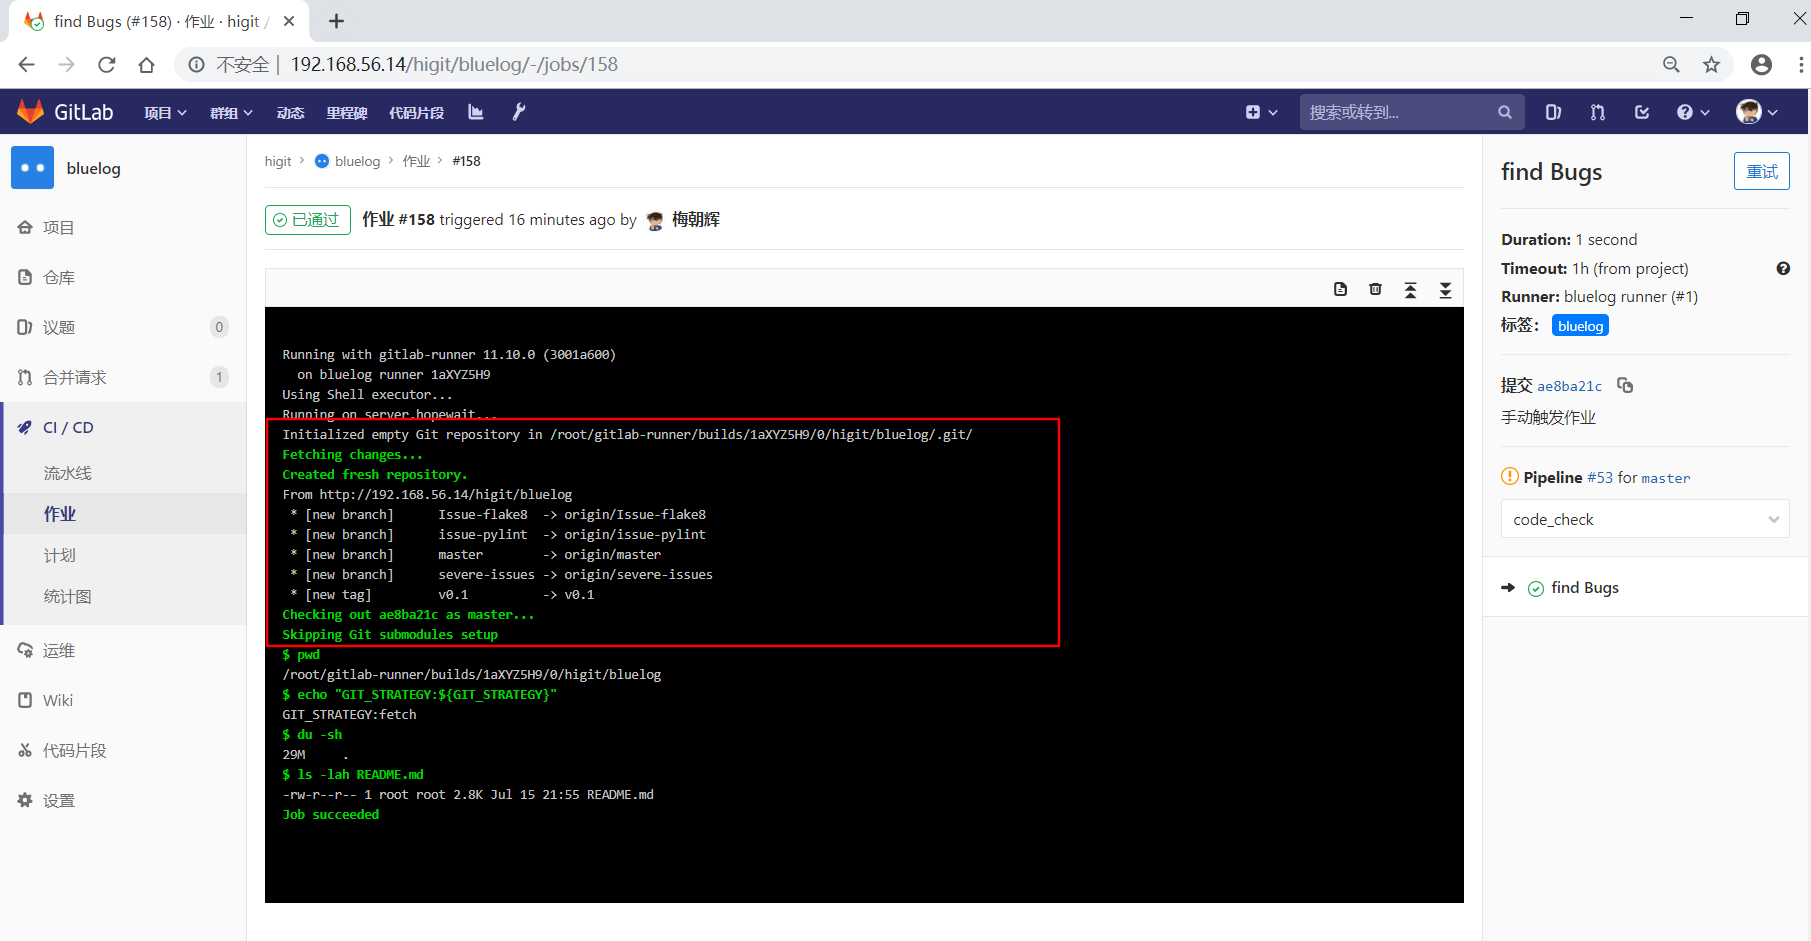 find Bugs (#158) · 作业 · higit /
不安全 | 192.168.56.14/higit/bluelog/-/jobs/158
GitLab 项目 群组 动态 里程碑 代码片段 搜索或转到...
bluelog
项目
仓库
议题 0
合并请求 1
CI / CD
流水线
作业
计划
统计图
运维
Wiki
代码片段
设置
higit > bluelog > 作业 > #158
已通过 作业 #158 triggered 16 minutes ago by 梅朝辉
Running with gitlab-runner 11.10.0 (3001a600)
on bluelog runner 1aXYZ5H9
Using Shell executor...
Running on server.hopewait...
Initialized empty Git repository in /root/gitlab-runner/builds/1aXYZ5H9/0/higit/bluelog/.git/
Fetching changes...
Created fresh repository.
From http://192.168.56.14/higit/bluelog
* [new branch] Issue-flake8 -> origin/Issue-flake8
* [new branch] issue-pylint -> origin/issue-pylint
* [new branch] master -> origin/master
* [new branch] severe-issues -> origin/severe-issues
* [new tag] v0.1 -> v0.1
Checking out ae8ba21c as master...
Skipping Git submodules setup
$ pwd
/root/gitlab-runner/builds/1aXYZ5H9/0/higit/bluelog
$ echo "GIT_STRATEGY:${GIT_STRATEGY}"
GIT_STRATEGY:fetch
$ du -sh
29M .
$ ls -lah README.md
-rw-r--r-- 1 root root 2.8K Jul 15 21:55 README.md
Job succeeded
find Bugs 重试
Duration: 1 second
Timeout: 1h (from project)
Runner: bluelog runner (#1)
标签： bluelog
提交 ae8ba21c
手动触发作业
Pipeline #53 for master
code_check
find Bugs